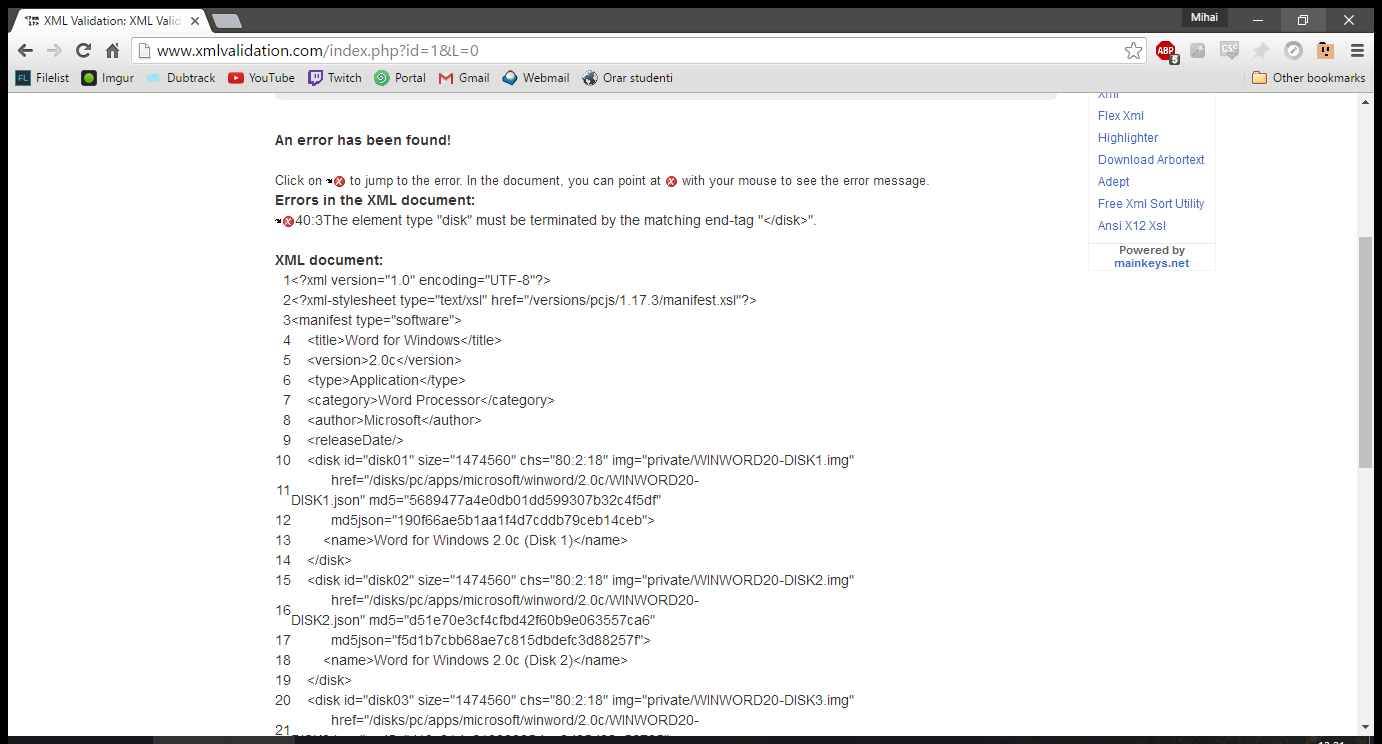 XML Validation: XML Valid
Mihai
www.xmlvalidation.com/index.php?id=1&L=0
ABP
5
CSS
FL Filelist Imgur Dubtrack YouTube Twitch Portal Gmail Webmail Orar studenti Other bookmarks
Xml
Flex Xml
Highlighter
Download Arbortext
Adept
Free Xml Sort Utility
Ansi X12 Xsl
Powered by
mainkeys.net
An error has been found!
Click on to jump to the error. In the document, you can point at with your mouse to see the error message.
Errors in the XML document:
40:3The element type "disk" must be terminated by the matching end-tag "</disk>".
XML document:
1<?xml version="1.0" encoding="UTF-8"?>
2<?xml-stylesheet type="text/xsl" href="/versions/pcjs/1.17.3/manifest.xsl"?>
3<manifest type="software">
4 <title>Word for Windows</title>
5 <version>2.0c</version>
6 <type>Application</type>
7 <category>Word Processor</category>
8 <author>Microsoft</author>
9 <releaseDate/>
10 <disk id="disk01" size="1474560" chs="80:2:18" img="private/WINWORD20-DISK1.img"
href="/disks/pc/apps/microsoft/winword/2.0c/WINWORD20-
11
DISK1.json" md5="5689477a4e0db01dd599307b32c4f5df"
12 md5json="190f66ae5b1aa1f4d7cddb79ceb14ceb">
13 <name>Word for Windows 2.0c (Disk 1)</name>
14 </disk>
15 <disk id="disk02" size="1474560" chs="80:2:18" img="private/WINWORD20-DISK2.img"
href="/disks/pc/apps/microsoft/winword/2.0c/WINWORD20-
16
DISK2.json" md5="d51e70e3cf4cfbd42f60b9e063557ca6"
17 md5json="f5d1b7cbb68ae7c815dbdefc3d88257f">
18 <name>Word for Windows 2.0c (Disk 2)</name>
19 </disk>
20 <disk id="disk03" size="1474560" chs="80:2:18" img="private/WINWORD20-DISK3.img"
href="/disks/pc/apps/microsoft/winword/2.0c/WINWORD20-
21